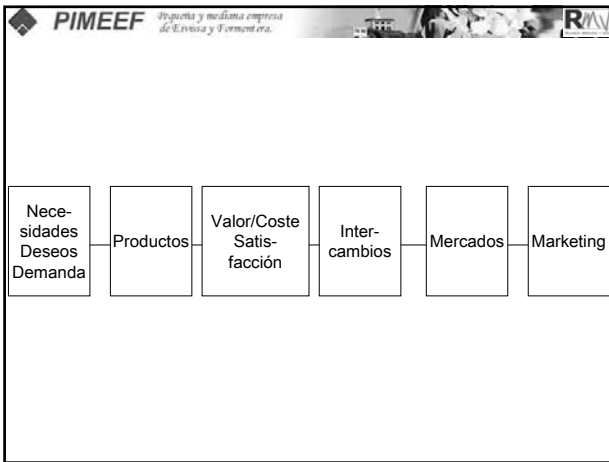 PIMEEF
Pequeña y mediana empresa
de Eivissa y Formentera.
RMV
Nece-
sidades
Deseos
Demanda
Productos
Valor/Coste
Satis-
facción
Inter-
cambios
Mercados
Marketing